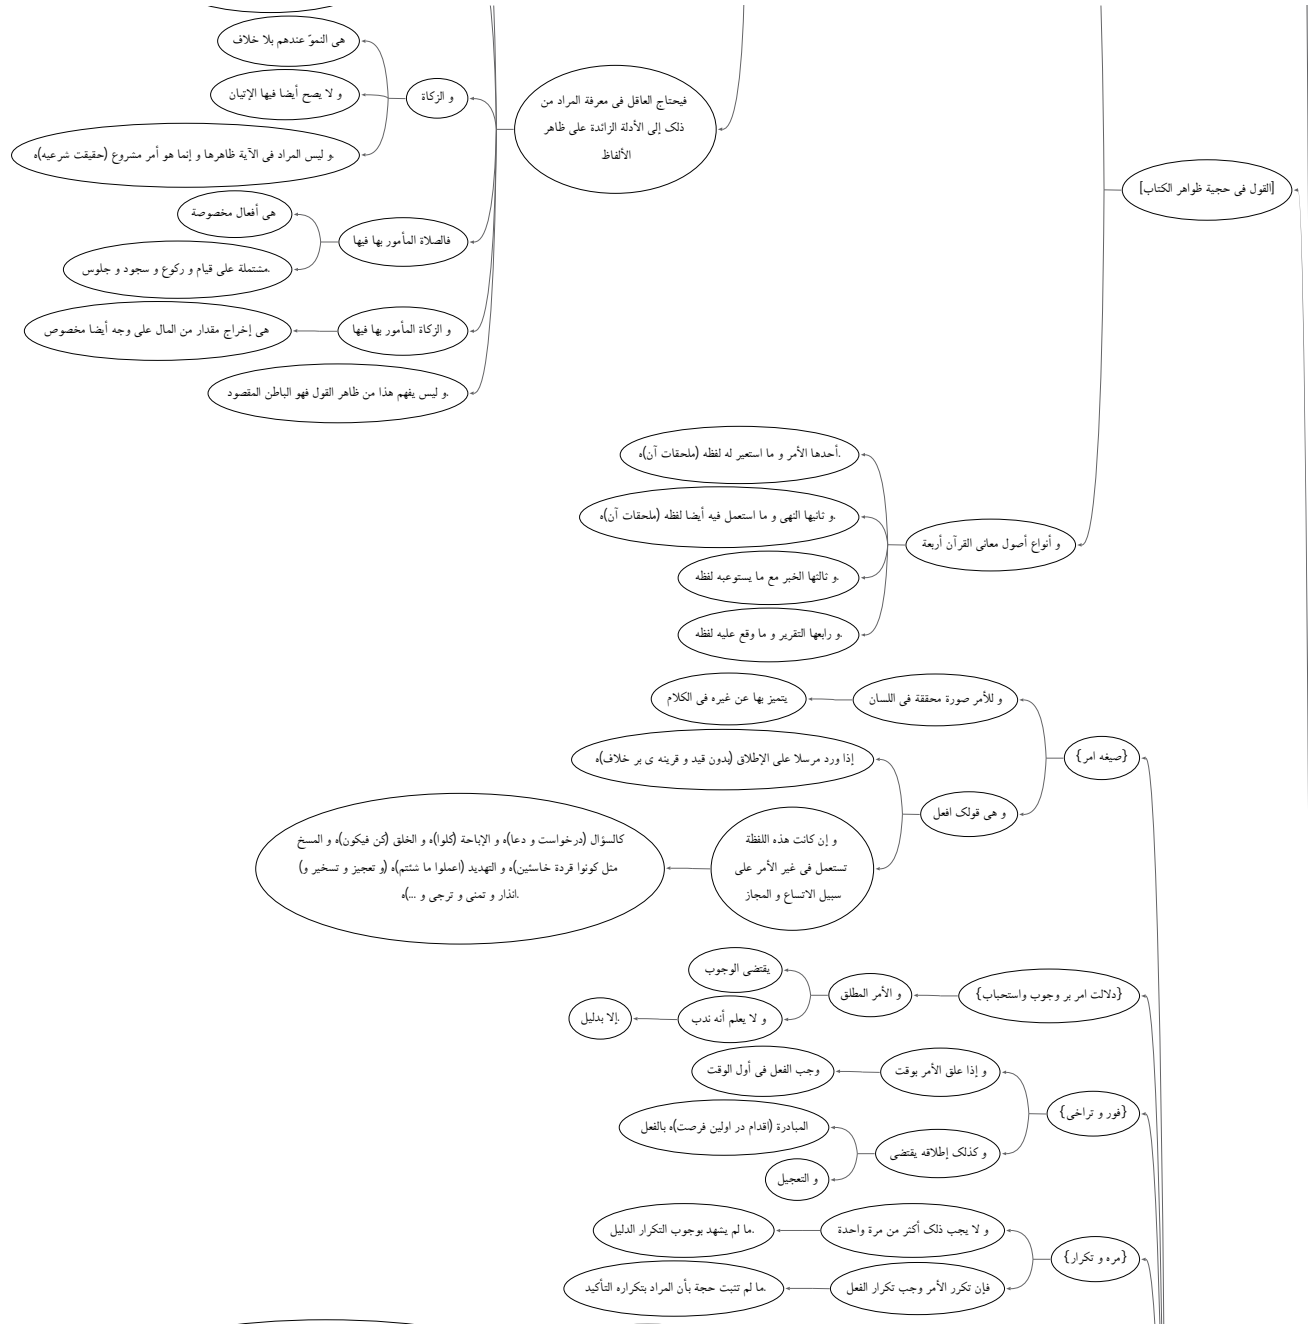 [القول فی حجیة ظواهر الکتاب]
فیحتاج العاقل فی معرفة المراد من
ذلک إلی الأدلة الزائدة علی ظاهر
الألفاظ
و الزکاة
هی النموّ عندهم بلا خلاف
و لا یصح أیضا فیها الإتیان
.و لیس المراد فی الآیة ظاهرها و إنما هو أمر مشروع (حقیقت شرعیه)ه
فالصلاة المأمور بها فیها
هی أفعال مخصوصة
.مشتملة علی قیام و رکوع و سجود و جلوس
و الزکاة المأمور بها فیها
هی إخراج مقدار من المال علی وجه أیضا مخصوص
.و لیس یفهم هذا من ظاهر القول فهو الباطن المقصود
و أنواع أصول معانی القرآن أربعة
.أحدها الأمر و ما استعیر له لفظه (ملحقات آن)ه
.و ثانیها النهی و ما استعمل فیه أیضا لفظه (ملحقات آن)ه
.و ثالثها الخبر مع ما یستوعبه لفظه
.و رابعها التقریر و ما وقع علیه لفظه
{صیغه امر}
و للأمر صورة محققة فی اللسان
یتمیز بها عن غیره فی الکلام
و هی قولک افعل
إذا ورد مرسلا علی الإطلاق (بدون قید و قرینه ی بر خلاف)ه
و إن کانت هذه اللفظة
تستعمل فی غیر الأمر علی
سبیل الاتساع و المجاز
کالسؤال (درخواست و دعا)ه و الإباحة (کلوا)ه و الخلق (کن فیکون)ه و المسخ
مثل کونوا قردة خاسئین)ه و التهدید (اعملوا ما شئتم)ه (و تعجیز و تسخیر و)
.انذار و تمنی و ترجی و ...)ه
{دلالت امر بر وجوب واستحباب}
و الأمر المطلق
یقتضی الوجوب
و لا یعلم أنه ندب
.إلا بدلیل
{فور و تراخی}
و إذا علق الأمر بوقت
وجب الفعل فی أول الوقت
و کذلک إطلاقه یقتضی
المبادرة (اقدام در اولین فرصت)ه بالفعل
و التعجیل
{مره و تکرار}
و لا یجب ذلک أکثر من مرة واحدة
.ما لم یشهد بوجوب التکرار الدلیل
فإن تکرر الأمر وجب تکرار الفعل
.ما لم تثبت حجة بأن المراد بتکراره التأکید